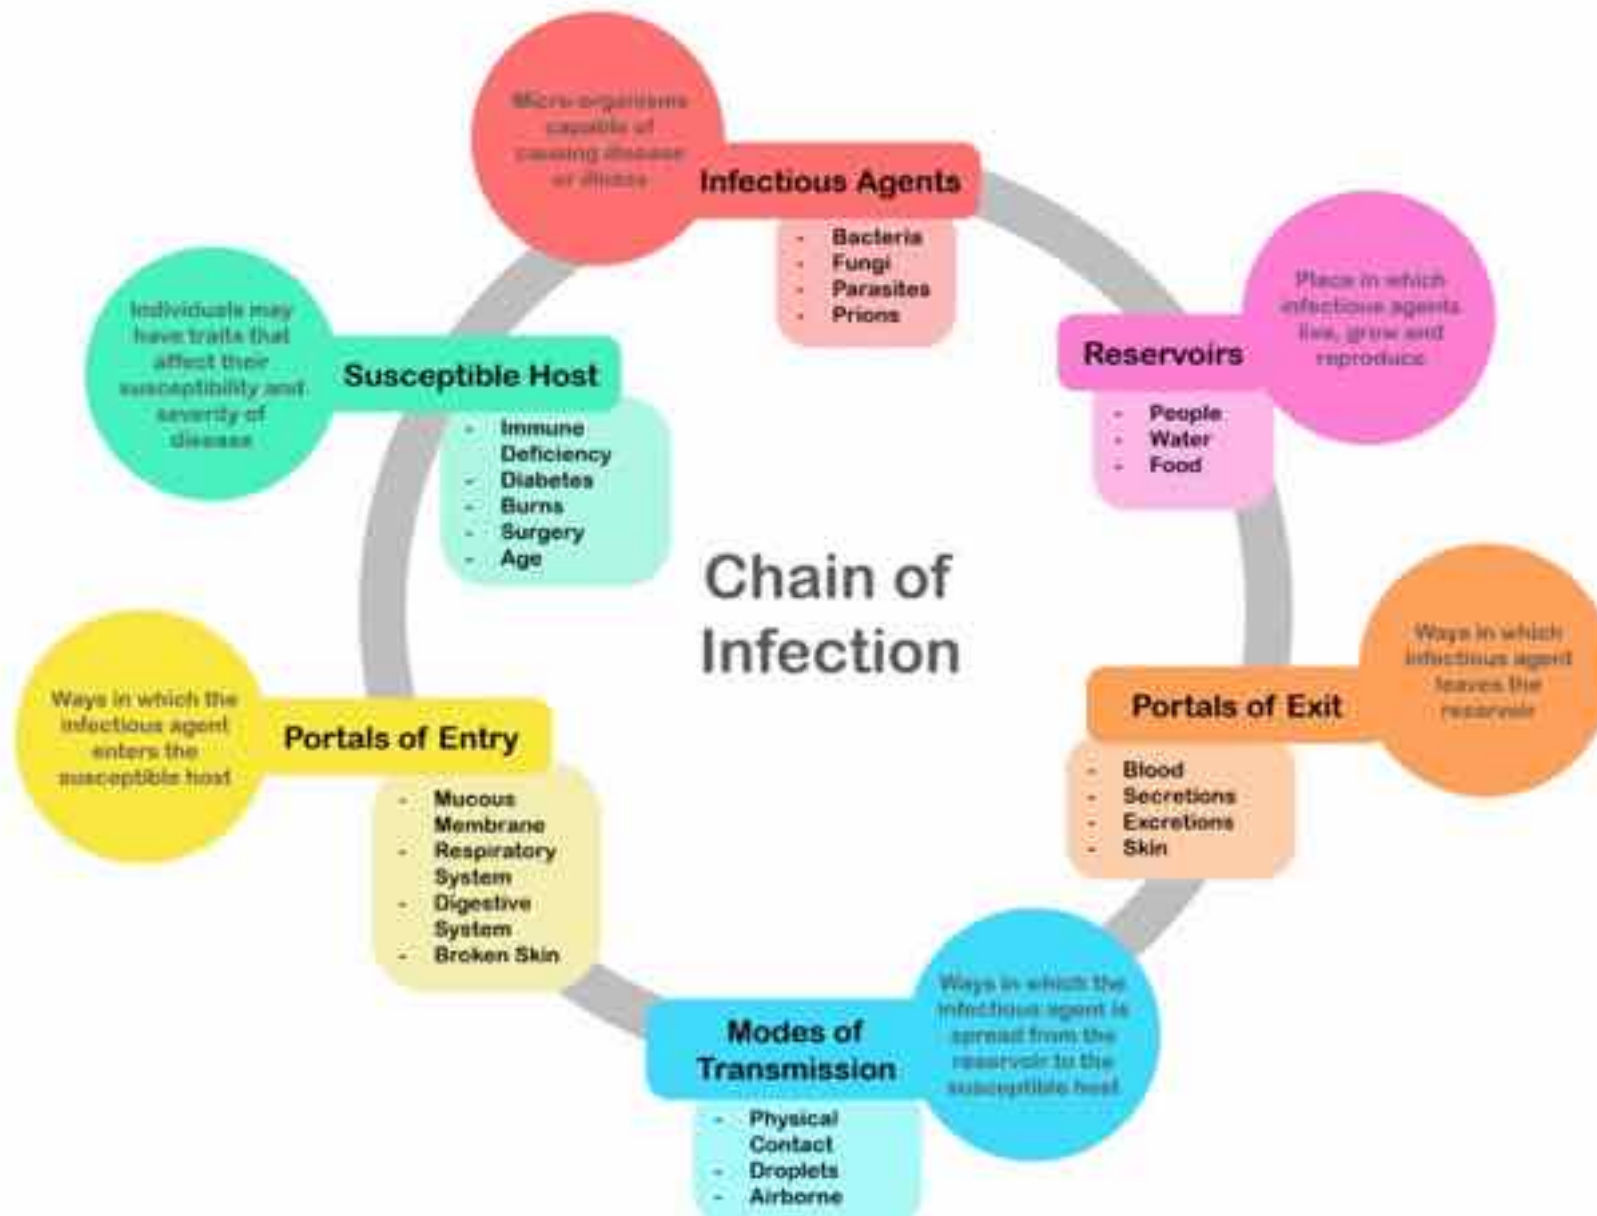 Micro-organisms
capable of
causing disease
or illness
Infectious Agents
- Bacteria
- Fungi
- Parasites
- Prions
Place in which
infectious agents
live, grow and
reproduce
Reservoirs
- People
- Water
- Food
Ways in which
infectious agent
leaves the
reservoir
Portals of Exit
- Blood
- Secretions
- Excretions
- Skin
Ways in which the
infectious agent is
spread from the
reservoir to the
susceptible host
Modes of
Transmission
- Physical
Contact
- Droplets
- Airborne
Ways in which the
infectious agent
enters the
susceptible host
Portals of Entry
- Mucous
Membrane
- Respiratory
System
- Digestive
System
- Broken Skin
Individuals may
have traits that
affect their
susceptibility and
severity of
disease
Susceptible Host
- Immune
Deficiency
- Diabetes
- Burns
- Surgery
- Age
Chain of
Infection